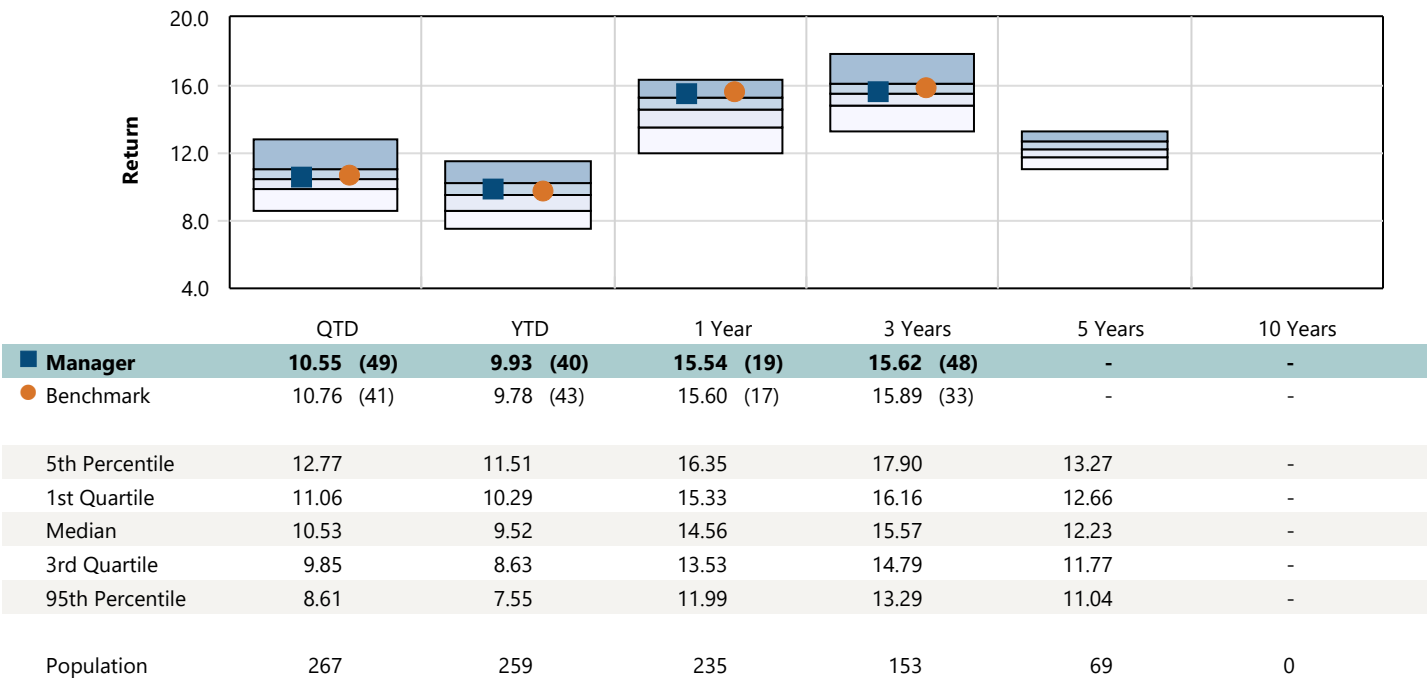 20.0
16.0
12.0
8.0
4.0
Return
QTD YTD 1 Year 3 Years 5 Years 10 Years
Manager 10.55 (49) 9.93 (40) 15.54 (19) 15.62 (48) - -
Benchmark 10.76 (41) 9.78 (43) 15.60 (17) 15.89 (33) - -
5th Percentile 12.77 11.51 16.35 17.90 13.27 -
1st Quartile 11.06 10.29 15.33 16.16 12.66 -
Median 10.53 9.52 14.56 15.57 12.23 -
3rd Quartile 9.85 8.63 13.53 14.79 11.77 -
95th Percentile 8.61 7.55 11.99 13.29 11.04 -
Population 267 259 235 153 69 0